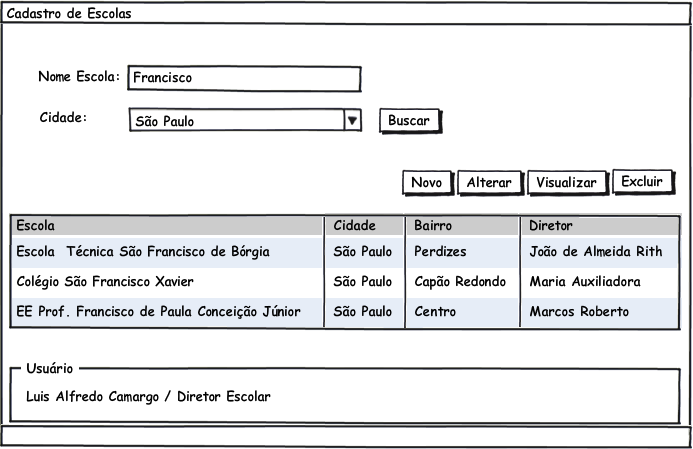 Cadastro de Escolas
Nome Escola: Francisco
Cidade: São Paulo Buscar
Novo Alterar Visualizar Excluir
Escola Cidade Bairro Diretor
Escola Técnica São Francisco de Bórgia São Paulo Perdizes João de Almeida Rith
Colégio São Francisco Xavier São Paulo Capão Redondo Maria Auxiliadora
EE Prof. Francisco de Paula Conceição Júnior São Paulo Centro Marcos Roberto
Usuário
Luis Alfredo Camargo / Diretor Escolar